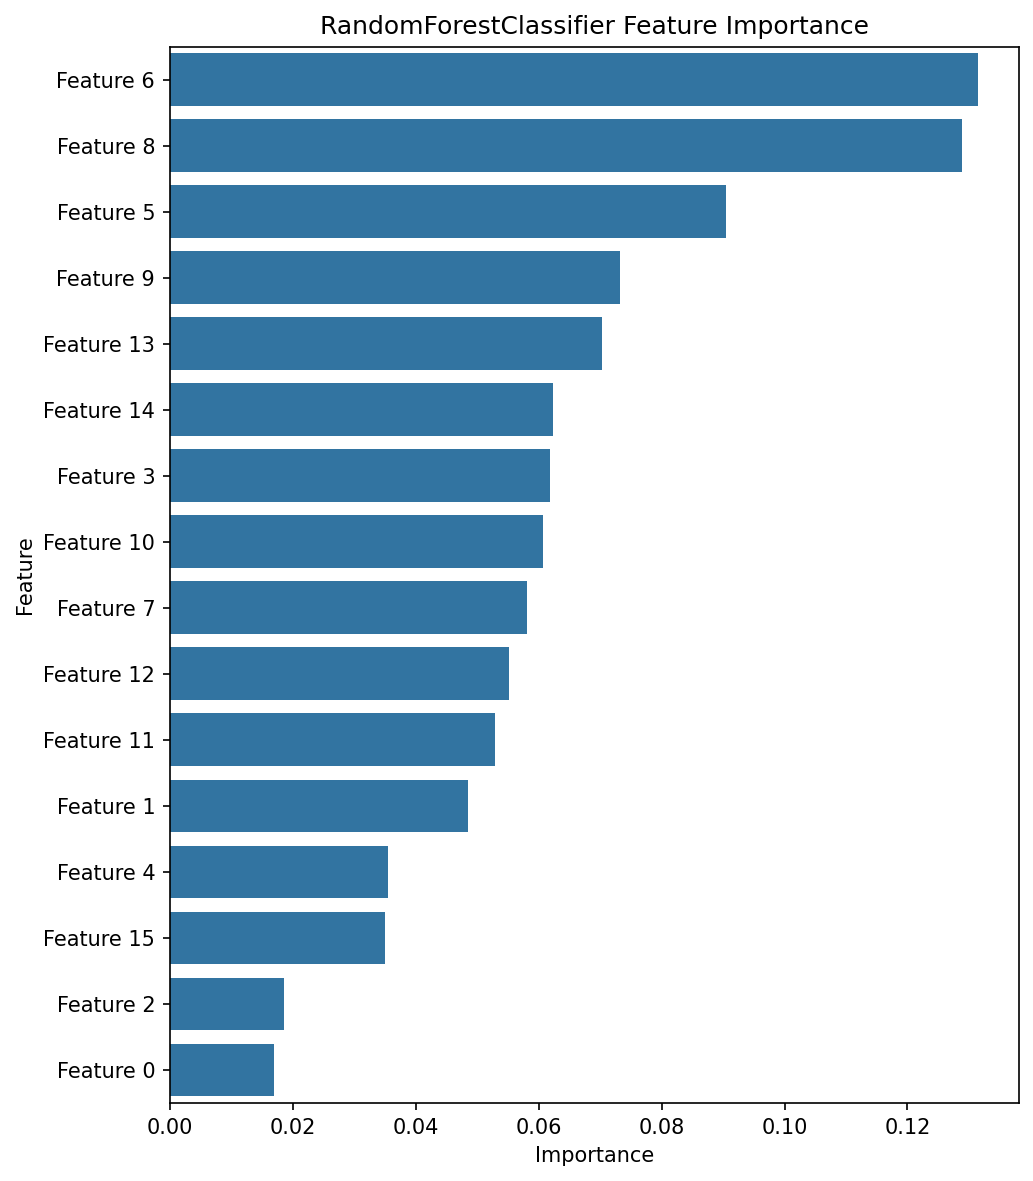 RandomForestClassifier Feature Importance
Feature 6
Feature 8
Feature 5
Feature 9
Feature 13
Feature 14
Feature 3
Feature 10
Feature 7
Feature 12
Feature 11
Feature 1
Feature 4
Feature 15
Feature 2
Feature 0
Feature
0.00 0.02 0.04 0.06 0.08 0.10 0.12
Importance